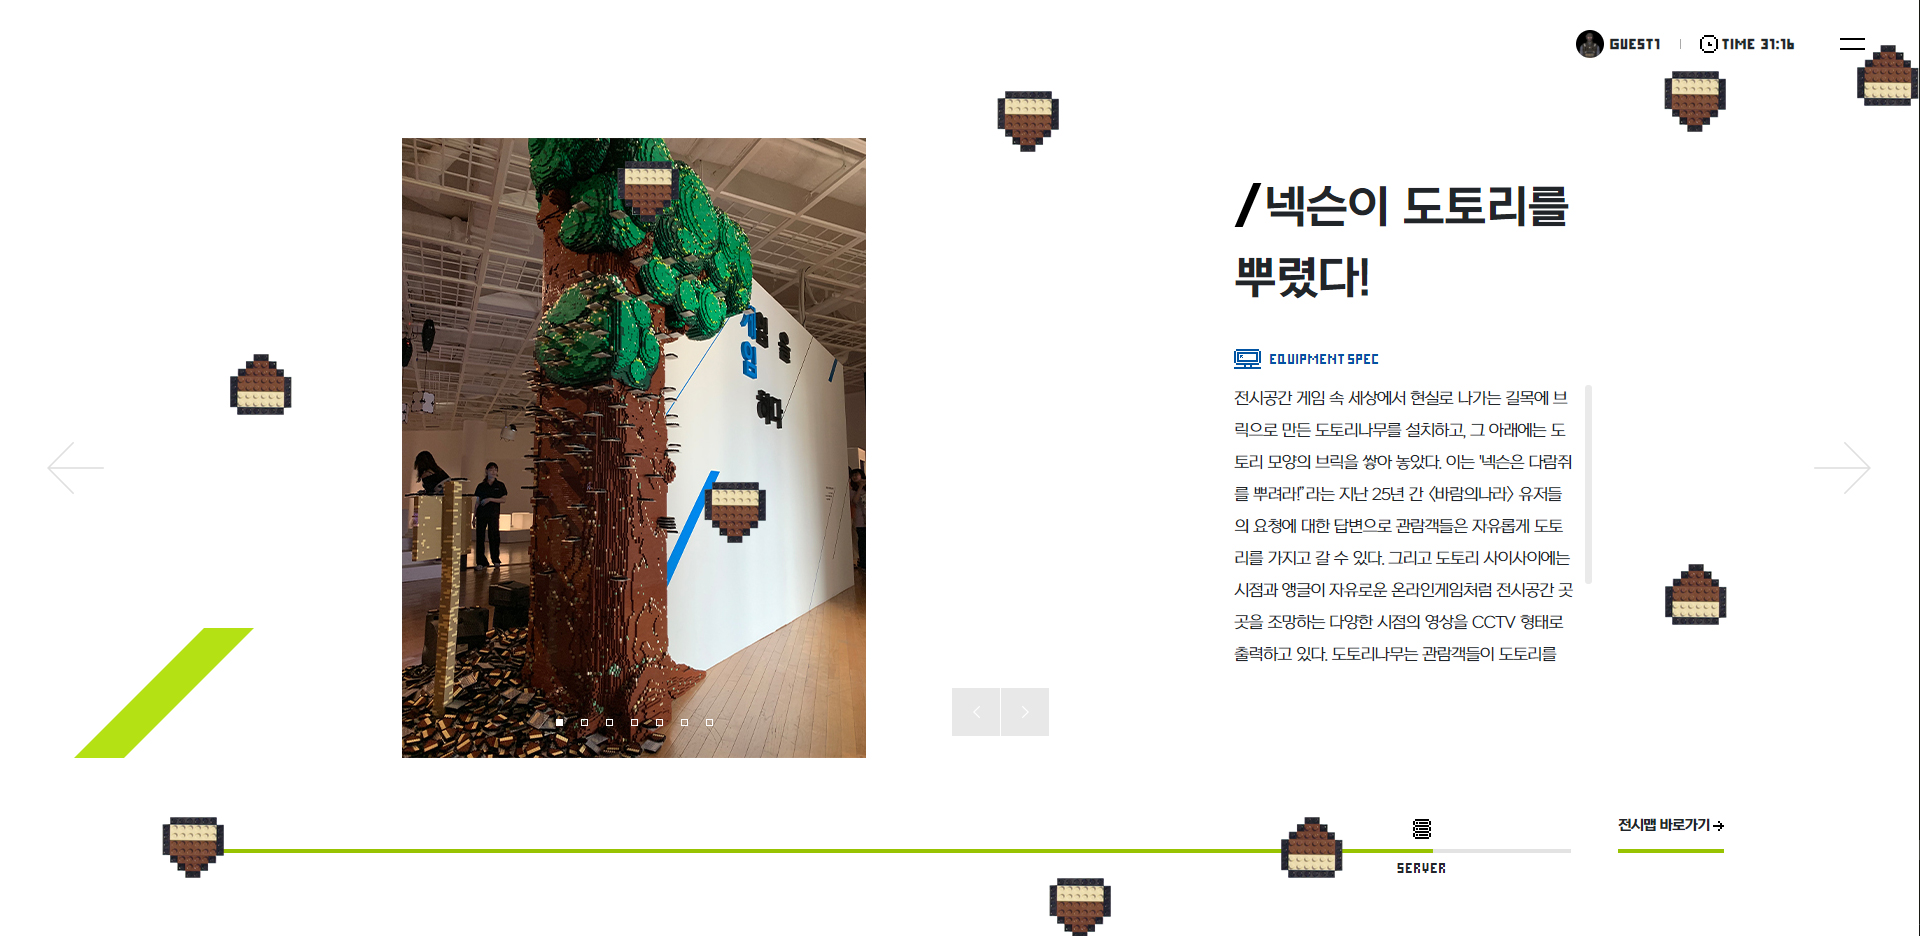 GUEST1
TIME 31:16
/넥슨이 도토리를
뿌렸다!
EQUIPMENT SPEC
전시공간 게임 속 세상에서 현실로 나가는 길목에 브
릭으로 만든 도토리나무를 설치하고, 그 아래에는 도
토리 모양의 브릭을 쌓아 놓았다. 이는 '넥슨은 다람쥐
를 뿌려라!'라는 지난 25년 간 〈바람의나라〉 유저들
의 요청에 대한 답변으로 관람객들은 자유롭게 도토
리를 가지고 갈 수 있다. 그리고 도토리 사이사이에는
시점과 앵글이 자유로운 온라인게임처럼 전시공간 곳
곳을 조망하는 다양한 시점의 영상을 CCTV 형태로
출력하고 있다. 도토리나무는 관람객들이 도토리를
SERVER
전시맵 바로가기